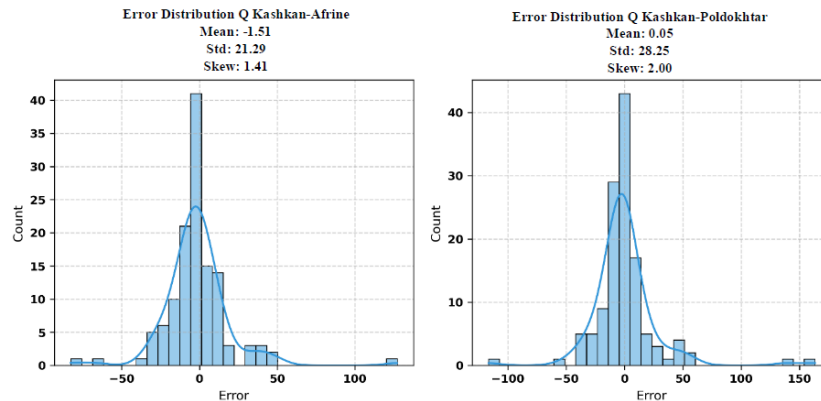 Error Distribution Q Kashkan-Afrine
Mean: -1.51
Std: 21.29
Skew: 1.41
40
35
30
25
20
15
10
5
0
Count
−50
0
50
100
Error
Error Distribution Q Kashkan-Poldokhtar
Mean: 0.05
Std: 28.25
Skew: 2.00
40
30
20
10
0
Count
−100
−50
0
50
100
150
Error